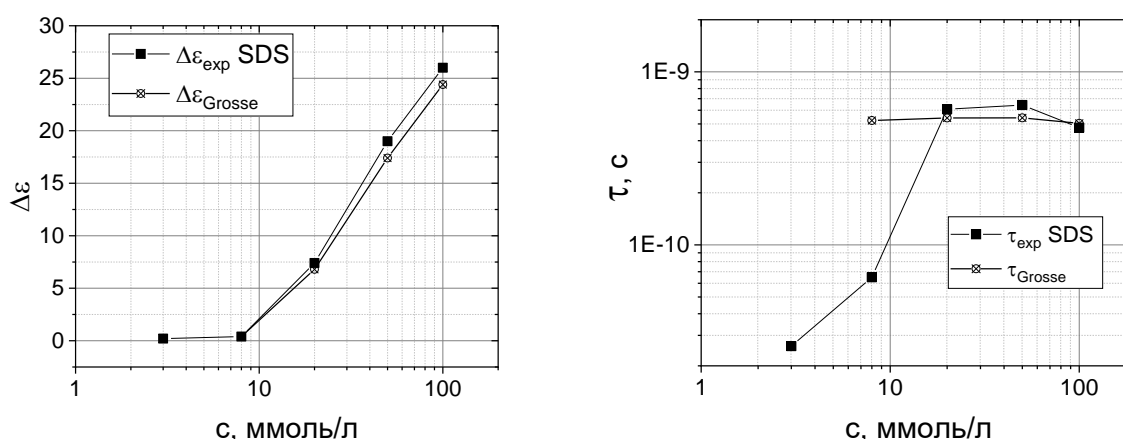 30
25
20
15
10
5
0
Δε
Δε_exp SDS
Δε_Grosse
1
10
100
c, ммоль/л
1E-9
1E-10
τ, c
τ_exp SDS
τ_Grosse
1
10
100
c, ммоль/л